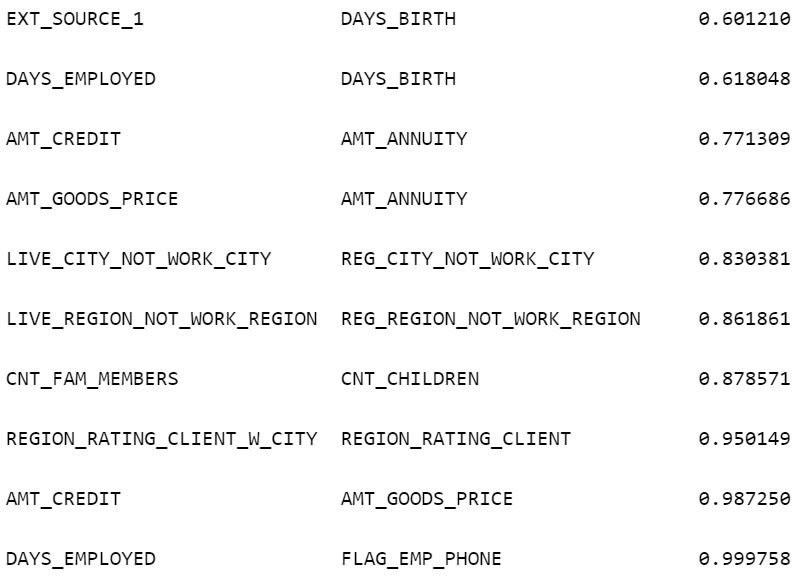 EXT_SOURCE_1 DAYS_BIRTH 0.601210
DAYS_EMPLOYED DAYS_BIRTH 0.618048
AMT_CREDIT AMT_ANNUITY 0.771309
AMT_GOODS_PRICE AMT_ANNUITY 0.776686
LIVE_CITY_NOT_WORK_CITY REG_CITY_NOT_WORK_CITY 0.830381
LIVE_REGION_NOT_WORK_REGION REG_REGION_NOT_WORK_REGION 0.861861
CNT_FAM_MEMBERS CNT_CHILDREN 0.878571
REGION_RATING_CLIENT_W_CITY REGION_RATING_CLIENT 0.950149
AMT_CREDIT AMT_GOODS_PRICE 0.987250
DAYS_EMPLOYED FLAG_EMP_PHONE 0.999758